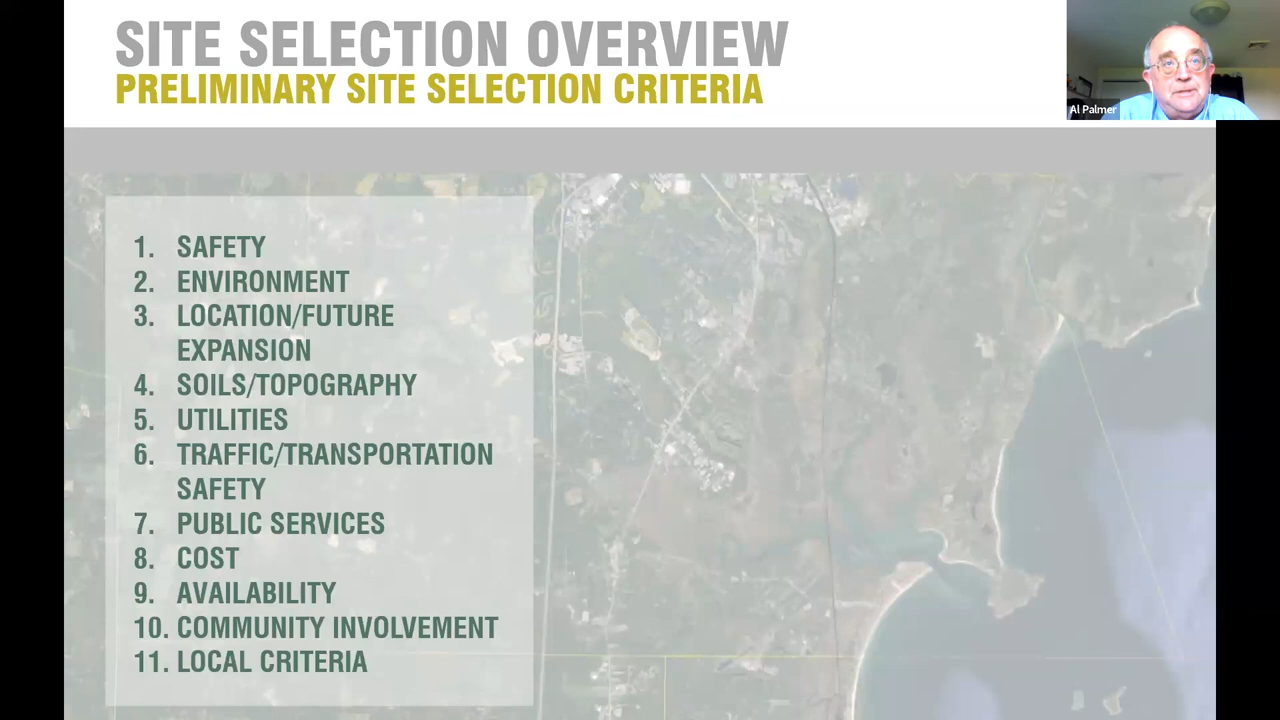 SITE SELECTION OVERVIEW
PRELIMINARY SITE SELECTION CRITERIA
Al Palmer
1. SAFETY
2. ENVIRONMENT
3. LOCATION/FUTURE
EXPANSION
4. SOILS/TOPOGRAPHY
5. UTILITIES
6. TRAFFIC/TRANSPORTATION
SAFETY
7. PUBLIC SERVICES
8. COST
9. AVAILABILITY
10. COMMUNITY INVOLVEMENT
11. LOCAL CRITERIA